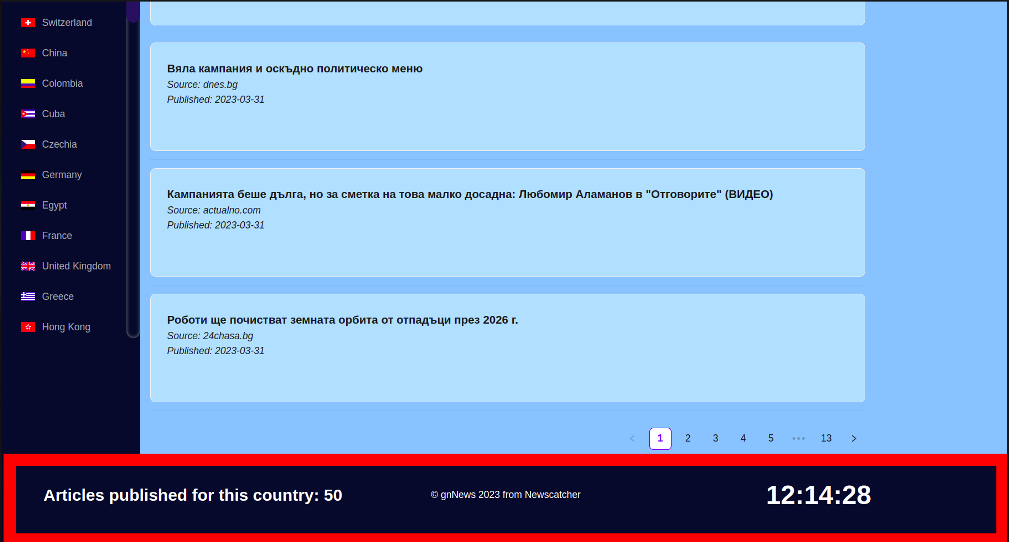 Switzerland
China
Colombia
Cuba
Czechia
Germany
Egypt
France
United Kingdom
Greece
Hong Kong
Вяла кампания и оскъдно политическо меню
Source: dnes.bg
Published: 2023-03-31
Кампанията беше дълга, но за сметка на това малко досадна: Любомир Аламанов в "Отговорите" (ВИДЕО)
Source: actualno.com
Published: 2023-03-31
Роботи ще почистват земната орбита от отпадъци през 2026 г.
Source: 24chasa.bg
Published: 2023-03-31
< 1 2 3 4 5 ••• 13 >
Articles published for this country: 50
© gnNews 2023 from Newscatcher
12:14:28